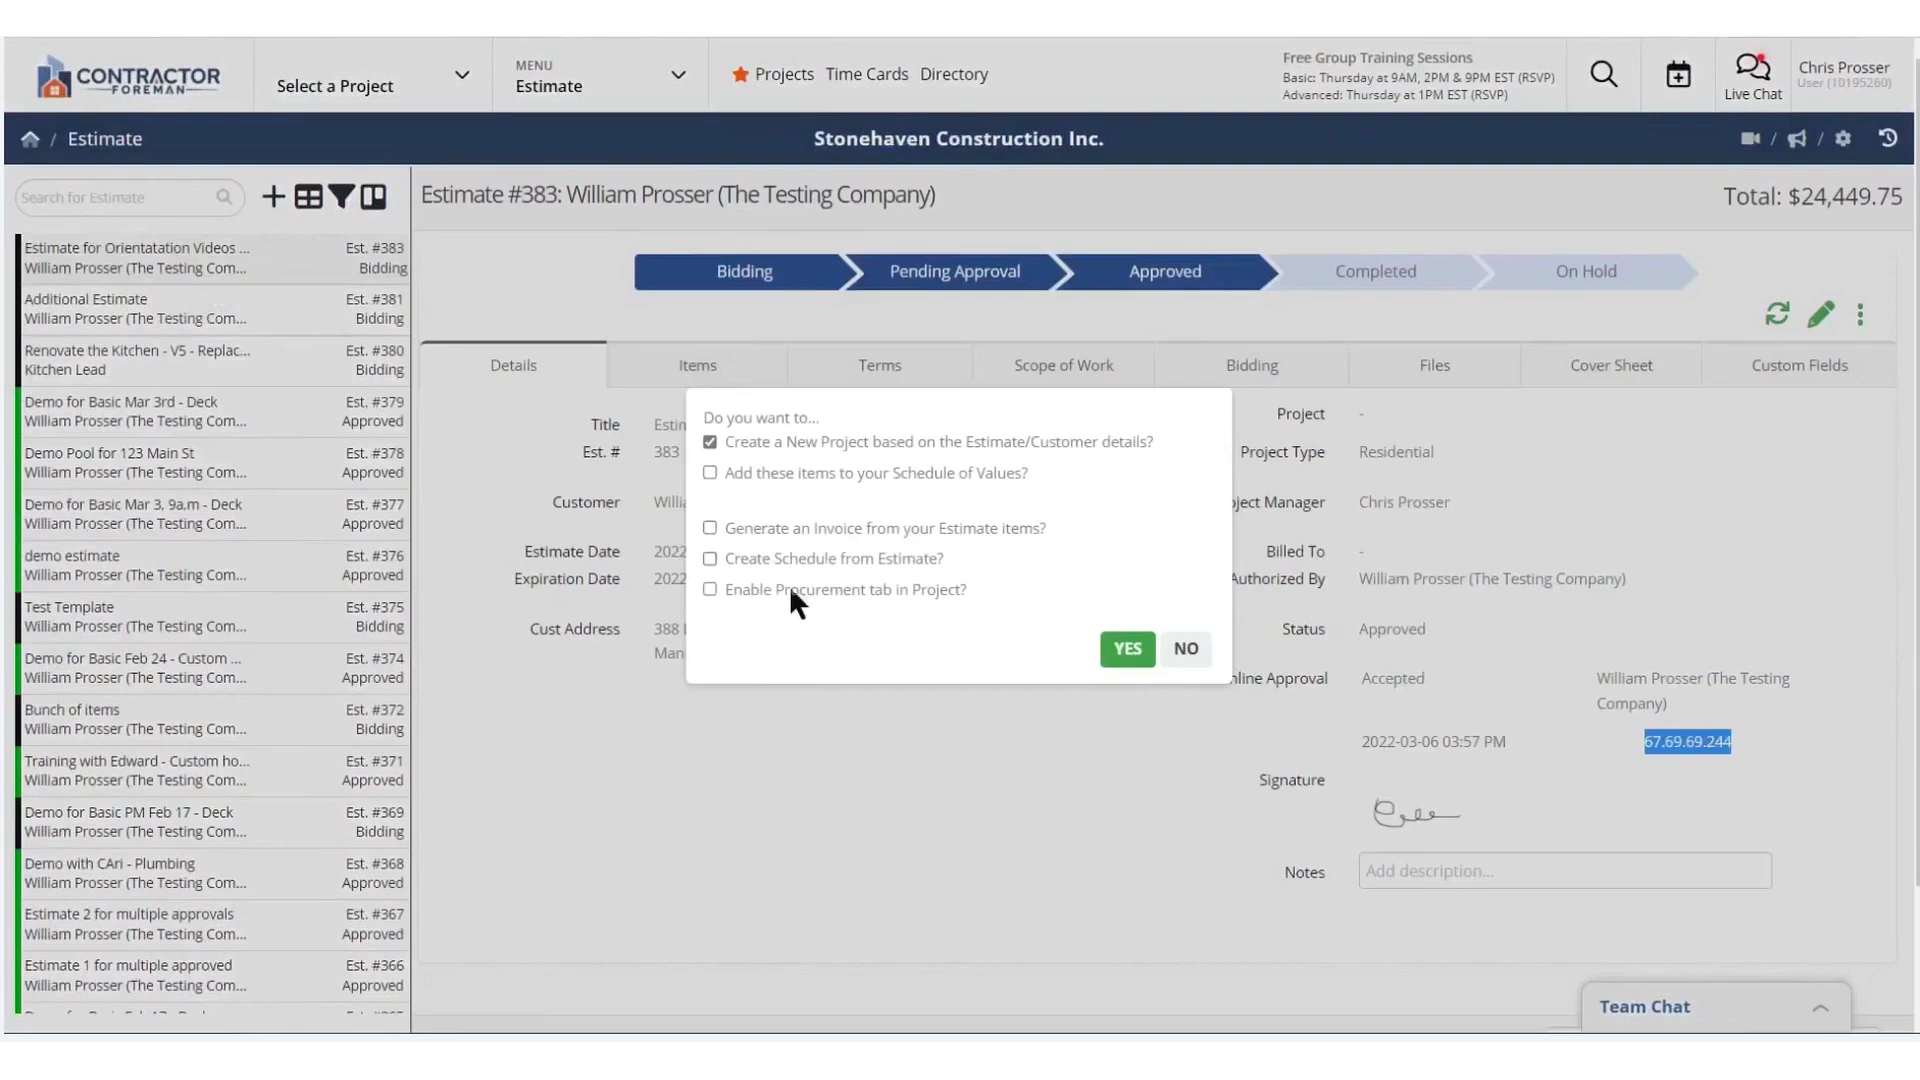 CONTRACTOR
FOREMAN
Select a Project
MENU
Estimate
Projects Time Cards Directory
Free Group Training Sessions
Basic: Thursday at 9AM, 2PM & 9PM EST (RSVP)
Advanced: Thursday at 1PM EST (RSVP)
Live Chat
Chris Prosser
User (10195260)
/ Estimate
Stonehaven Construction Inc.
/ /
Search for Estimate
Estimate #383: William Prosser (The Testing Company)
Total: $24,449.75
Estimate for Orientatation Videos ... Est. #383
William Prosser (The Testing Com... Bidding
Additional Estimate Est. #381
William Prosser (The Testing Com... Bidding
Renovate the Kitchen - V5 - Replac... Est. #380
Kitchen Lead Bidding
Demo for Basic Mar 3rd - Deck Est. #379
William Prosser (The Testing Com... Approved
Demo Pool for 123 Main St Est. #378
William Prosser (The Testing Com... Approved
Demo for Basic Mar 3, 9a,m - Deck Est. #377
William Prosser (The Testing Com... Approved
demo estimate Est. #376
William Prosser (The Testing Com... Approved
Test Template Est. #375
William Prosser (The Testing Com... Bidding
Demo for Basic Feb 24 - Custom ... Est. #374
William Prosser (The Testing Com... Approved
Bunch of items Est. #372
William Prosser (The Testing Com... Bidding
Training with Edward - Custom ho... Est. #371
William Prosser (The Testing Com... Approved
Demo for Basic PM Feb 17 - Deck Est. #369
William Prosser (The Testing Com... Bidding
Demo with CAri - Plumbing Est. #368
William Prosser (The Testing Com... Approved
Estimate 2 for multiple approvals Est. #367
William Prosser (The Testing Com... Approved
Estimate 1 for multiple approved Est. #366
William Prosser (The Testing Com... Approved
Bidding Pending Approval Approved Completed On Hold
Details Items Terms Scope of Work Bidding Files Cover Sheet Custom Fields
Title Estin
Est. # 383
Customer Willia
Estimate Date 2022
Expiration Date 2022
Cust Address 388
Man
Do you want to...
Create a New Project based on the Estimate/Customer details?
Add these items to your Schedule of Values?
Generate an Invoice from your Estimate items?
Create Schedule from Estimate?
Enable Procurement tab in Project?
YES NO
Project -
Project Type Residential
oject Manager Chris Prosser
Billed To -
Authorized By William Prosser (The Testing Company)
Status Approved
nline Approval Accepted William Prosser (The Testing
Company)
2022-03-06 03:57 PM 67.69.69.244
Signature
Notes Add description...
Team Chat